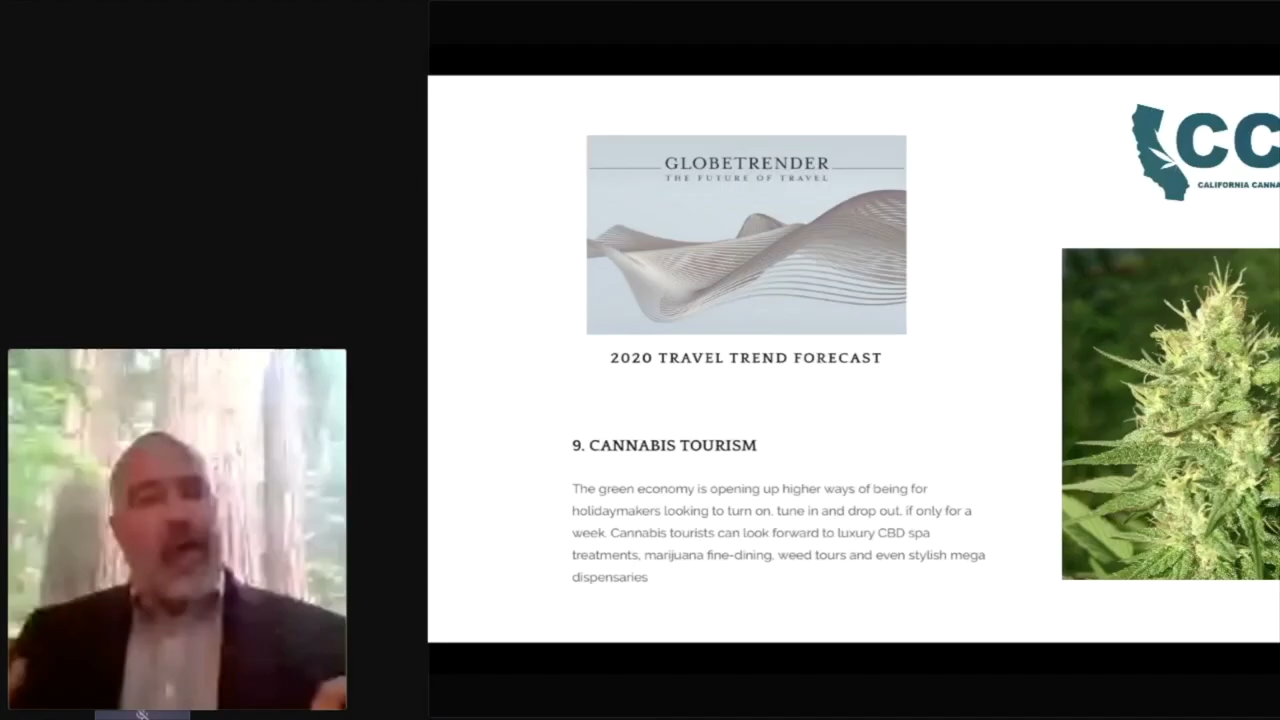 GLOBETRENDER
THE FUTURE OF TRAVEL
2020 TRAVEL TREND FORECAST
9. CANNABIS TOURISM
The green economy is opening up higher ways of being for
holidaymakers looking to turn on, tune in and drop out, if only for a
week. Cannabis tourists can look forward to luxury CBD spa
treatments, marijuana fine-dining, weed tours and even stylish mega
dispensaries
CC
CALIFORNIA CANNA